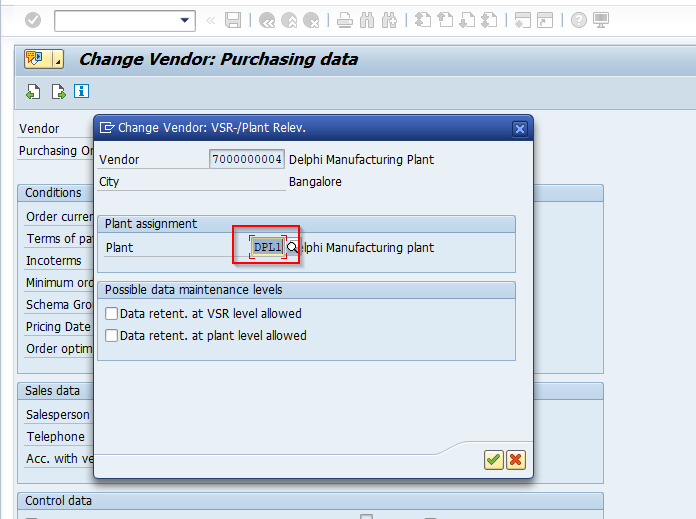 Change Vendor: Purchasing data
Vendor
Purchasing Or
Change Vendor: VSR-/Plant Relev.
Vendor 7000000004 Delphi Manufacturing Plant
City Bangalore
Plant assignment
Plant DPL1 elphi Manufacturing plant
Possible data maintenance levels
Data retent. at VSR level allowed
Data retent. at plant level allowed
Conditions
Order curren
Terms of pa
Incoterms
Minimum ord
Schema Gro
Pricing Date
Order optim
Sales data
Salesperson
Telephone
Acc. with ve
Control data